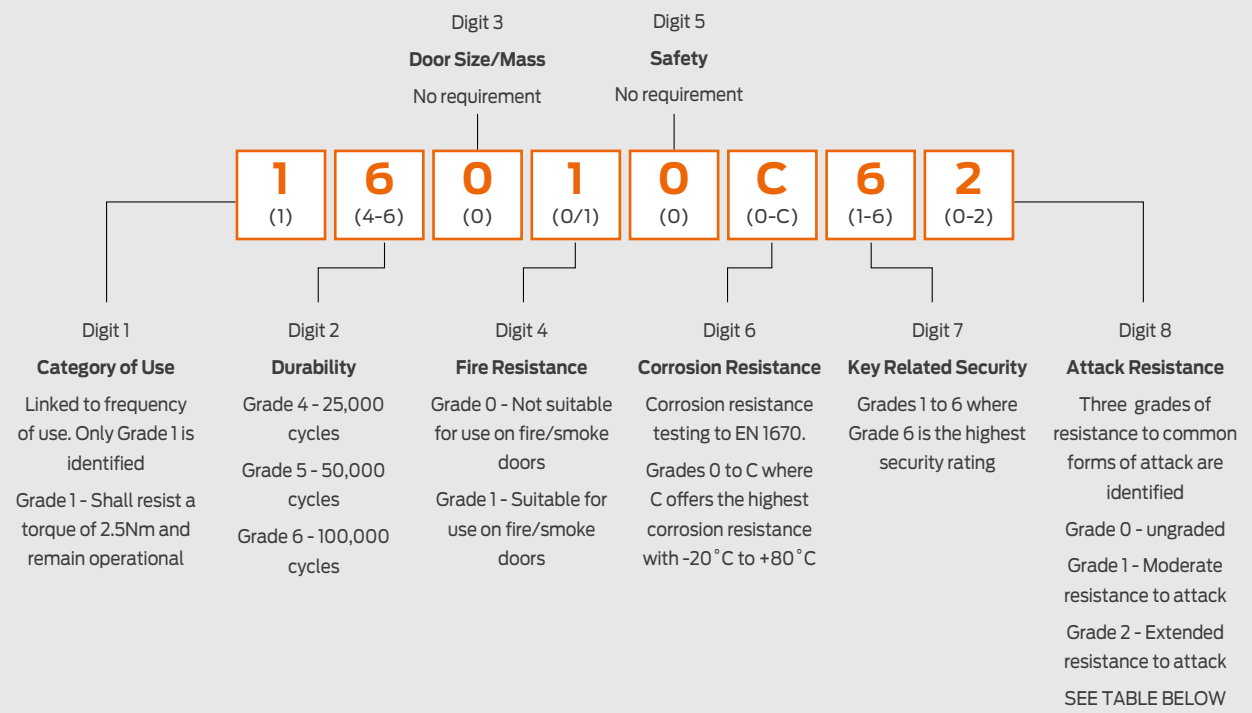 Digit 3
Door Size/Mass
No requirement
Digit 5
Safety
No requirement
1
(1)
6
(4-6)
0
(0)
1
(0/1)
0
(0)
C
(0-C)
6
(1-6)
2
(0-2)
Digit 1
Category of Use
Linked to frequency
of use. Only Grade 1 is
identified
Grade 1 - Shall resist a
torque of 2.5Nm and
remain operational
Digit 2
Durability
Grade 4 - 25,000
cycles
Grade 5 - 50,000
cycles
Grade 6 - 100,000
cycles
Digit 4
Fire Resistance
Grade 0 - Not suitable
for use on fire/smoke
doors
Grade 1 - Suitable for
use on fire/smoke
doors
Digit 6
Corrosion Resistance
Corrosion resistance
testing to EN 1670.
Grades 0 to C where
C offers the highest
corrosion resistance
with -20˚C to +80˚C
Digit 7
Key Related Security
Grades 1 to 6 where
Grade 6 is the highest
security rating
Digit 8
Attack Resistance
Three grades of
resistance to common
forms of attack are
identified
Grade 0 - ungraded
Grade 1 - Moderate
resistance to attack
Grade 2 - Extended
resistance to attack
SEE TABLE BELOW